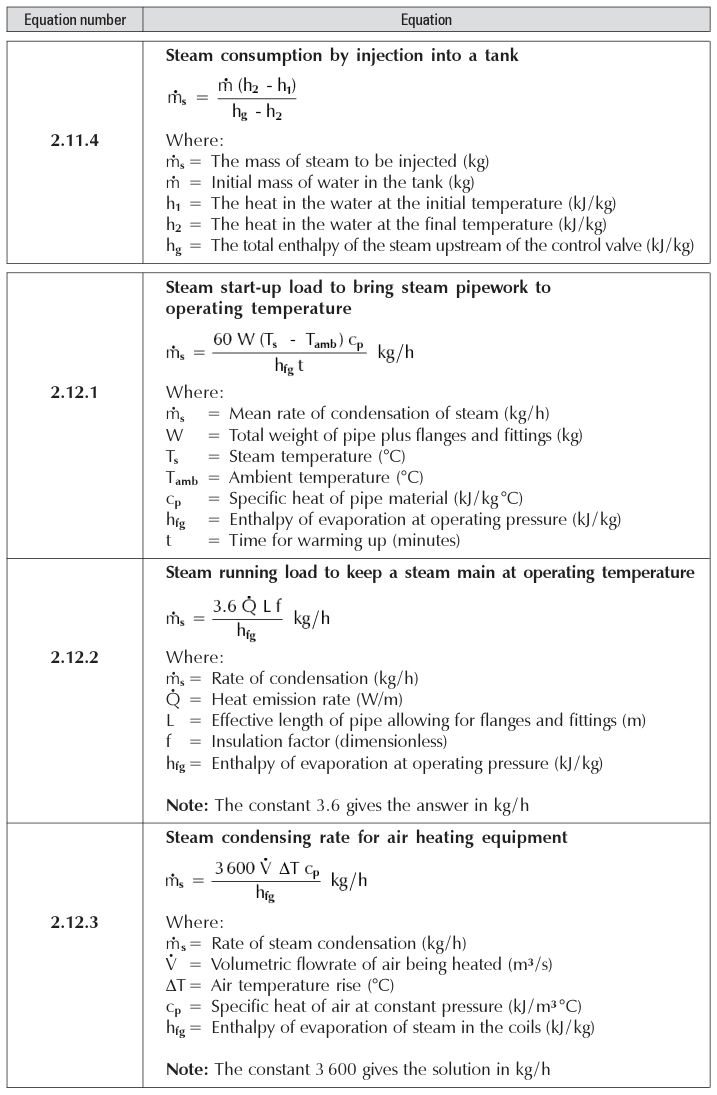 Equation number Equation
Steam consumption by injection into a tank
ṁs = ṁ (h2 - h1) / hg - h2
2.11.4
Where:
ṁs = The mass of steam to be injected (kg)
ṁ = Initial mass of water in the tank (kg)
h1 = The heat in the water at the initial temperature (kJ/kg)
h2 = The heat in the water at the final temperature (kJ/kg)
hg = The total enthalpy of the steam upstream of the control valve (kJ/kg)
Steam start-up load to bring steam pipework to
operating temperature
ṁs = 60 W (Ts - Tamb) cp / hfg t kg/h
2.12.1
Where:
ṁs = Mean rate of condensation of steam (kg/h)
W = Total weight of pipe plus flanges and fittings (kg)
Ts = Steam temperature (°C)
Tamb = Ambient temperature (°C)
cp = Specific heat of pipe material (kJ/kg °C)
hfg = Enthalpy of evaporation at operating pressure (kJ/kg)
t = Time for warming up (minutes)
Steam running load to keep a steam main at operating temperature
ṁs = 3.6 Q̇ L f / hfg kg/h
2.12.2
Where:
ṁs = Rate of condensation (kg/h)
Q̇ = Heat emission rate (W/m)
L = Effective length of pipe allowing for flanges and fittings (m)
f = Insulation factor (dimensionless)
hfg = Enthalpy of evaporation at operating pressure (kJ/kg)
Note: The constant 3.6 gives the answer in kg/h
Steam condensing rate for air heating equipment
ṁs = 3 600 V̇ ΔT cp / hfg kg/h
2.12.3
Where:
ṁs = Rate of steam condensation (kg/h)
V̇ = Volumetric flowrate of air being heated (m³/s)
ΔT = Air temperature rise (°C)
cp = Specific heat of air at constant pressure (kJ/m³ °C)
hfg = Enthalpy of evaporation of steam in the coils (kJ/kg)
Note: The constant 3 600 gives the solution in kg/h